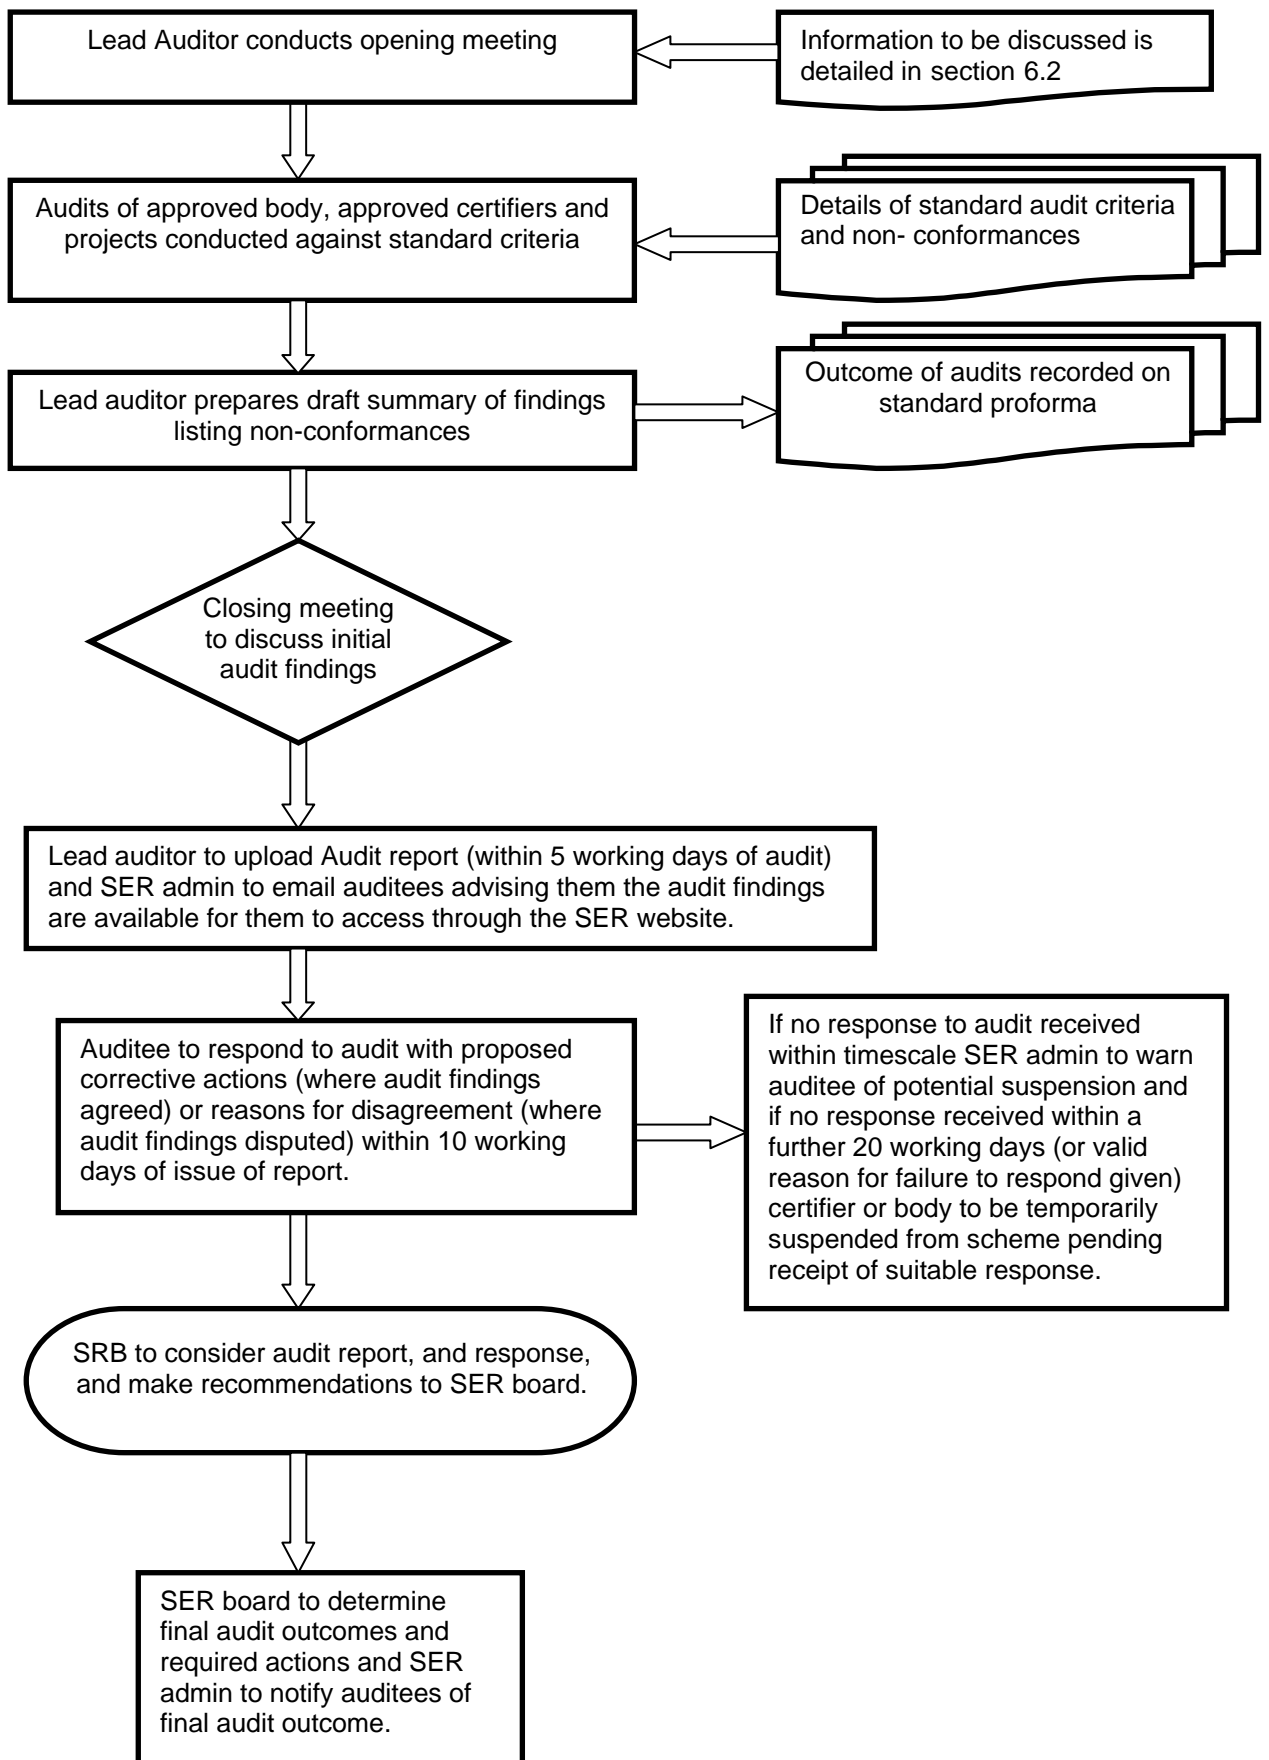 Lead Auditor conducts opening meeting
Information to be discussed is
detailed in section 6.2
Audits of approved body, approved certifiers and
projects conducted against standard criteria
Details of standard audit criteria
and non- conformances
Lead auditor prepares draft summary of findings
listing non-conformances
Outcome of audits recorded on
standard proforma
Closing meeting
to discuss initial
audit findings
Lead auditor to upload Audit report (within 5 working days of audit)
and SER admin to email auditees advising them the audit findings
are available for them to access through the SER website.
Auditee to respond to audit with proposed
corrective actions (where audit findings
agreed) or reasons for disagreement (where
audit findings disputed) within 10 working
days of issue of report.
If no response to audit received
within timescale SER admin to warn
auditee of potential suspension and
if no response received within a
further 20 working days (or valid
reason for failure to respond given)
certifier or body to be temporarily
suspended from scheme pending
receipt of suitable response.
SRB to consider audit report, and response,
and make recommendations to SER board.
SER board to determine
final audit outcomes and
required actions and SER
admin to notify auditees of
final audit outcome.